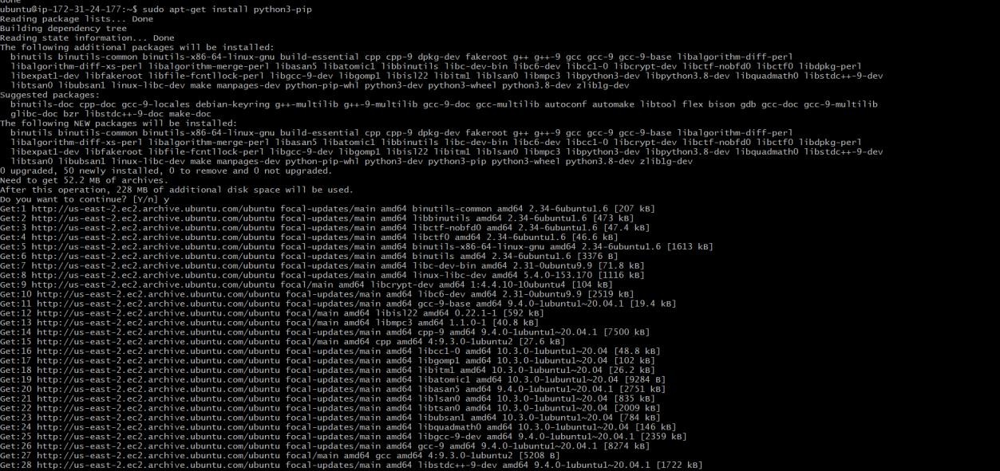 done
ubuntu@ip-172-31-24-177:~$ sudo apt-get install python3-pip
Reading package lists... Done
Building dependency tree
Reading state information... Done
The following additional packages will be installed:
  binutils binutils-common binutils-x86-64-linux-gnu build-essential cpp cpp-9 dpkg-dev fakeroot g++ g++-9 gcc gcc-9 gcc-9-base libalgorithm-diff-perl
  libalgorithm-diff-xs-perl libalgorithm-merge-perl libasan5 libatomic1 libbinutils libc-dev-bin libc6-dev libcc1-0 libcrypt-dev libctf-nobfd0 libctf0 libdpkg-perl
  libexpat1-dev libfakeroot libfile-fcntllock-perl libgcc-9-dev libgomp1 libisl22 libitm1 liblsan0 libmpc3 libpython3-dev libpython3.8-dev libquadmath0 libstdc++-9-dev
  libtsan0 libubsan1 linux-libc-dev make manpages-dev python-pip-whl python3-dev python3-wheel python3.8-dev zlib1g-dev
Suggested packages:
  binutils-doc cpp-doc gcc-9-locales debian-keyring g++-multilib g++-9-multilib gcc-9-doc gcc-multilib autoconf automake libtool flex bison gdb gcc-doc gcc-9-multilib
  glibc-doc bzr libstdc++-9-doc make-doc
The following NEW packages will be installed:
  binutils binutils-common binutils-x86-64-linux-gnu build-essential cpp cpp-9 dpkg-dev fakeroot g++ g++-9 gcc gcc-9 gcc-9-base libalgorithm-diff-perl
  libalgorithm-diff-xs-perl libalgorithm-merge-perl libasan5 libatomic1 libbinutils libc-dev-bin libc6-dev libcc1-0 libcrypt-dev libctf-nobfd0 libctf0 libdpkg-perl
  libexpat1-dev libfakeroot libfile-fcntllock-perl libgcc-9-dev libgomp1 libisl22 libitm1 liblsan0 libmpc3 libpython3-dev libpython3.8-dev libquadmath0 libstdc++-9-dev
  libtsan0 libubsan1 linux-libc-dev make manpages-dev python-pip-whl python3-dev python3-pip python3-wheel python3.8-dev zlib1g-dev
0 upgraded, 50 newly installed, 0 to remove and 0 not upgraded.
Need to get 52.2 MB of archives.
After this operation, 228 MB of additional disk space will be used.
Do you want to continue? [Y/n] y
Get:1 http://us-east-2.ec2.archive.ubuntu.com/ubuntu focal-updates/main amd64 binutils-common amd64 2.34-6ubuntu1.6 [207 kB]
Get:2 http://us-east-2.ec2.archive.ubuntu.com/ubuntu focal-updates/main amd64 libbinutils amd64 2.34-6ubuntu1.6 [473 kB]
Get:3 http://us-east-2.ec2.archive.ubuntu.com/ubuntu focal-updates/main amd64 libctf-nobfd0 amd64 2.34-6ubuntu1.6 [47.4 kB]
Get:4 http://us-east-2.ec2.archive.ubuntu.com/ubuntu focal-updates/main amd64 libctf0 amd64 2.34-6ubuntu1.6 [46.6 kB]
Get:5 http://us-east-2.ec2.archive.ubuntu.com/ubuntu focal-updates/main amd64 binutils-x86-64-linux-gnu amd64 2.34-6ubuntu1.6 [1613 kB]
Get:6 http://us-east-2.ec2.archive.ubuntu.com/ubuntu focal-updates/main amd64 binutils amd64 2.34-6ubuntu1.6 [3376 B]
Get:7 http://us-east-2.ec2.archive.ubuntu.com/ubuntu focal-updates/main amd64 libc-dev-bin amd64 2.31-0ubuntu9.9 [71.8 kB]
Get:8 http://us-east-2.ec2.archive.ubuntu.com/ubuntu focal-updates/main amd64 linux-libc-dev amd64 5.4.0-153.170 [1116 kB]
Get:9 http://us-east-2.ec2.archive.ubuntu.com/ubuntu focal/main amd64 libcrypt-dev amd64 1:4.4.10-10ubuntu4 [104 kB]
Get:10 http://us-east-2.ec2.archive.ubuntu.com/ubuntu focal-updates/main amd64 libc6-dev amd64 2.31-0ubuntu9.9 [2519 kB]
Get:11 http://us-east-2.ec2.archive.ubuntu.com/ubuntu focal-updates/main amd64 gcc-9-base amd64 9.4.0-1ubuntu1~20.04.1 [19.4 kB]
Get:12 http://us-east-2.ec2.archive.ubuntu.com/ubuntu focal/main amd64 libisl22 amd64 0.22.1-1 [592 kB]
Get:13 http://us-east-2.ec2.archive.ubuntu.com/ubuntu focal/main amd64 libmpc3 amd64 1.1.0-1 [40.8 kB]
Get:14 http://us-east-2.ec2.archive.ubuntu.com/ubuntu focal-updates/main amd64 cpp-9 amd64 9.4.0-1ubuntu1~20.04.1 [7500 kB]
Get:15 http://us-east-2.ec2.archive.ubuntu.com/ubuntu focal/main amd64 cpp amd64 4:9.3.0-1ubuntu2 [27.6 kB]
Get:16 http://us-east-2.ec2.archive.ubuntu.com/ubuntu focal-updates/main amd64 libcc1-0 amd64 10.3.0-1ubuntu1~20.04 [48.8 kB]
Get:17 http://us-east-2.ec2.archive.ubuntu.com/ubuntu focal-updates/main amd64 libgomp1 amd64 10.3.0-1ubuntu1~20.04 [102 kB]
Get:18 http://us-east-2.ec2.archive.ubuntu.com/ubuntu focal-updates/main amd64 libitm1 amd64 10.3.0-1ubuntu1~20.04 [26.2 kB]
Get:19 http://us-east-2.ec2.archive.ubuntu.com/ubuntu focal-updates/main amd64 libatomic1 amd64 10.3.0-1ubuntu1~20.04 [9284 B]
Get:20 http://us-east-2.ec2.archive.ubuntu.com/ubuntu focal-updates/main amd64 libasan5 amd64 9.4.0-1ubuntu1~20.04.1 [2751 kB]
Get:21 http://us-east-2.ec2.archive.ubuntu.com/ubuntu focal-updates/main amd64 liblsan0 amd64 10.3.0-1ubuntu1~20.04 [835 kB]
Get:22 http://us-east-2.ec2.archive.ubuntu.com/ubuntu focal-updates/main amd64 libtsan0 amd64 10.3.0-1ubuntu1~20.04 [2009 kB]
Get:23 http://us-east-2.ec2.archive.ubuntu.com/ubuntu focal-updates/main amd64 libubsan1 amd64 10.3.0-1ubuntu1~20.04 [784 kB]
Get:24 http://us-east-2.ec2.archive.ubuntu.com/ubuntu focal-updates/main amd64 libquadmath0 amd64 10.3.0-1ubuntu1~20.04 [146 kB]
Get:25 http://us-east-2.ec2.archive.ubuntu.com/ubuntu focal-updates/main amd64 libgcc-9-dev amd64 9.4.0-1ubuntu1~20.04.1 [2359 kB]
Get:26 http://us-east-2.ec2.archive.ubuntu.com/ubuntu focal-updates/main amd64 gcc-9 amd64 9.4.0-1ubuntu1~20.04.1 [8274 kB]
Get:27 http://us-east-2.ec2.archive.ubuntu.com/ubuntu focal/main amd64 gcc amd64 4:9.3.0-1ubuntu2 [5208 B]
Get:28 http://us-east-2.ec2.archive.ubuntu.com/ubuntu focal-updates/main amd64 libstdc++-9-dev amd64 9.4.0-1ubuntu1~20.04.1 [1722 kB]